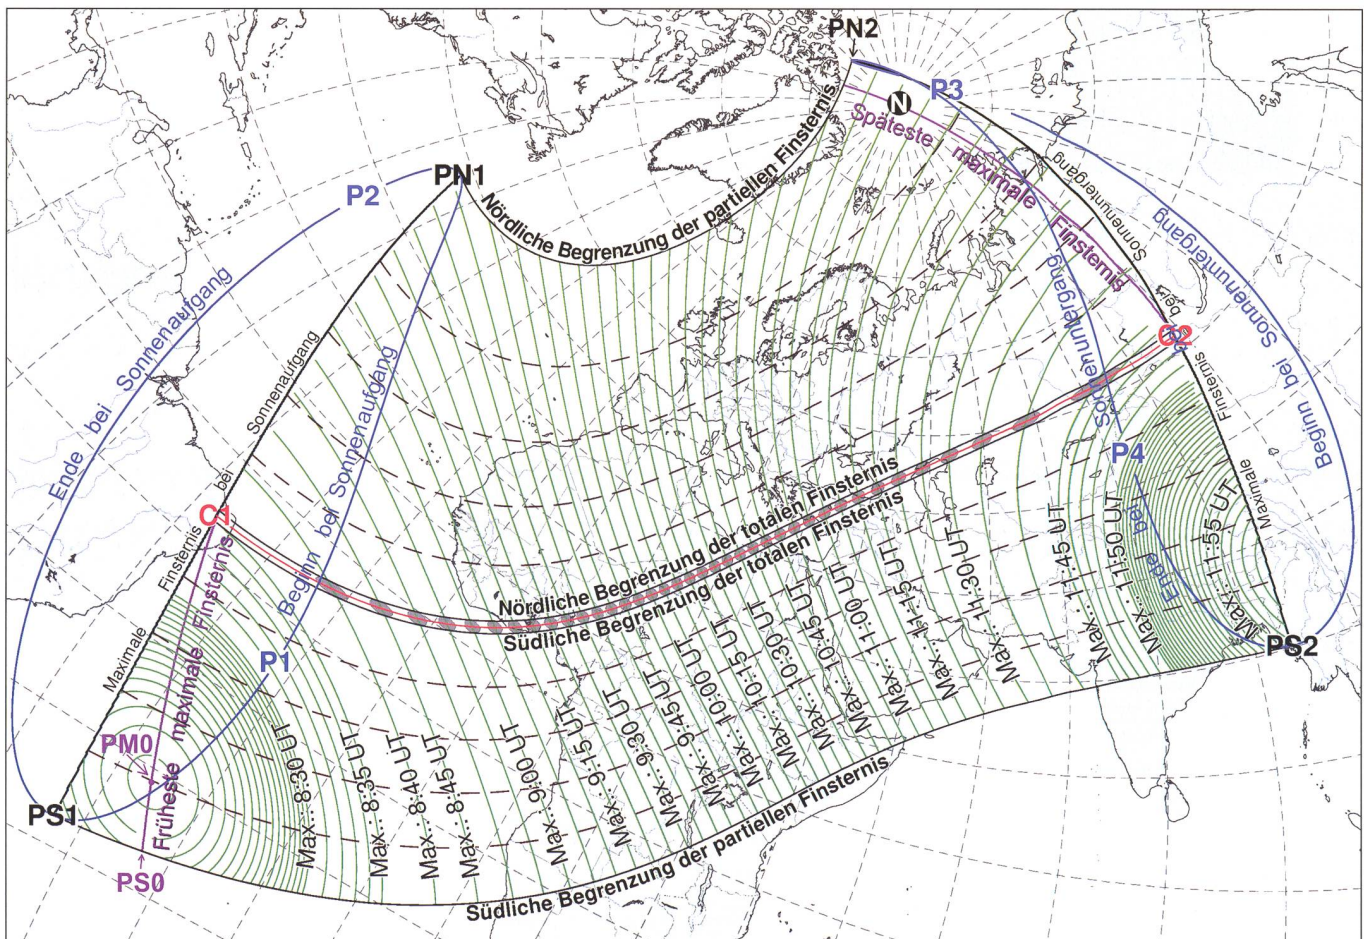 PN2
P3
N
Späteste maximale Finsternis
PN1
P2
Nördliche Begrenzung der partiellen Finsternis
Ende bei Sonnenaufgang
Beginn bei Sonnenaufgang
Maximale Finsternis bei Sonnenaufgang
Maximale Finsternis bei Sonnenuntergang
Beginn bei Sonnenuntergang
Ende bei Sonnenuntergang
C2
P4
C1
Nördliche Begrenzung der totalen Finsternis
Südliche Begrenzung der totalen Finsternis
P1
Früheste maximale Finsternis
PM0
PS1
PS0
PS2
Max.: 8:30 UT
Max.: 8:35 UT
Max.: 8:40 UT
Max.: 8:45 UT
Max.: 9:00 UT
Max.: 9:15 UT
Max.: 9:30 UT
Max.: 9:45 UT
Max.: 10:00 UT
Max.: 10:15 UT
Max.: 10:30 UT
Max.: 10:45 UT
Max.: 11:00 UT
Max.: 11:15 UT
Max.: 11:30 UT
Max.: 11:45 UT
Max.: 11:50 UT
Max.: 11:55 UT
Südliche Begrenzung der partiellen Finsternis